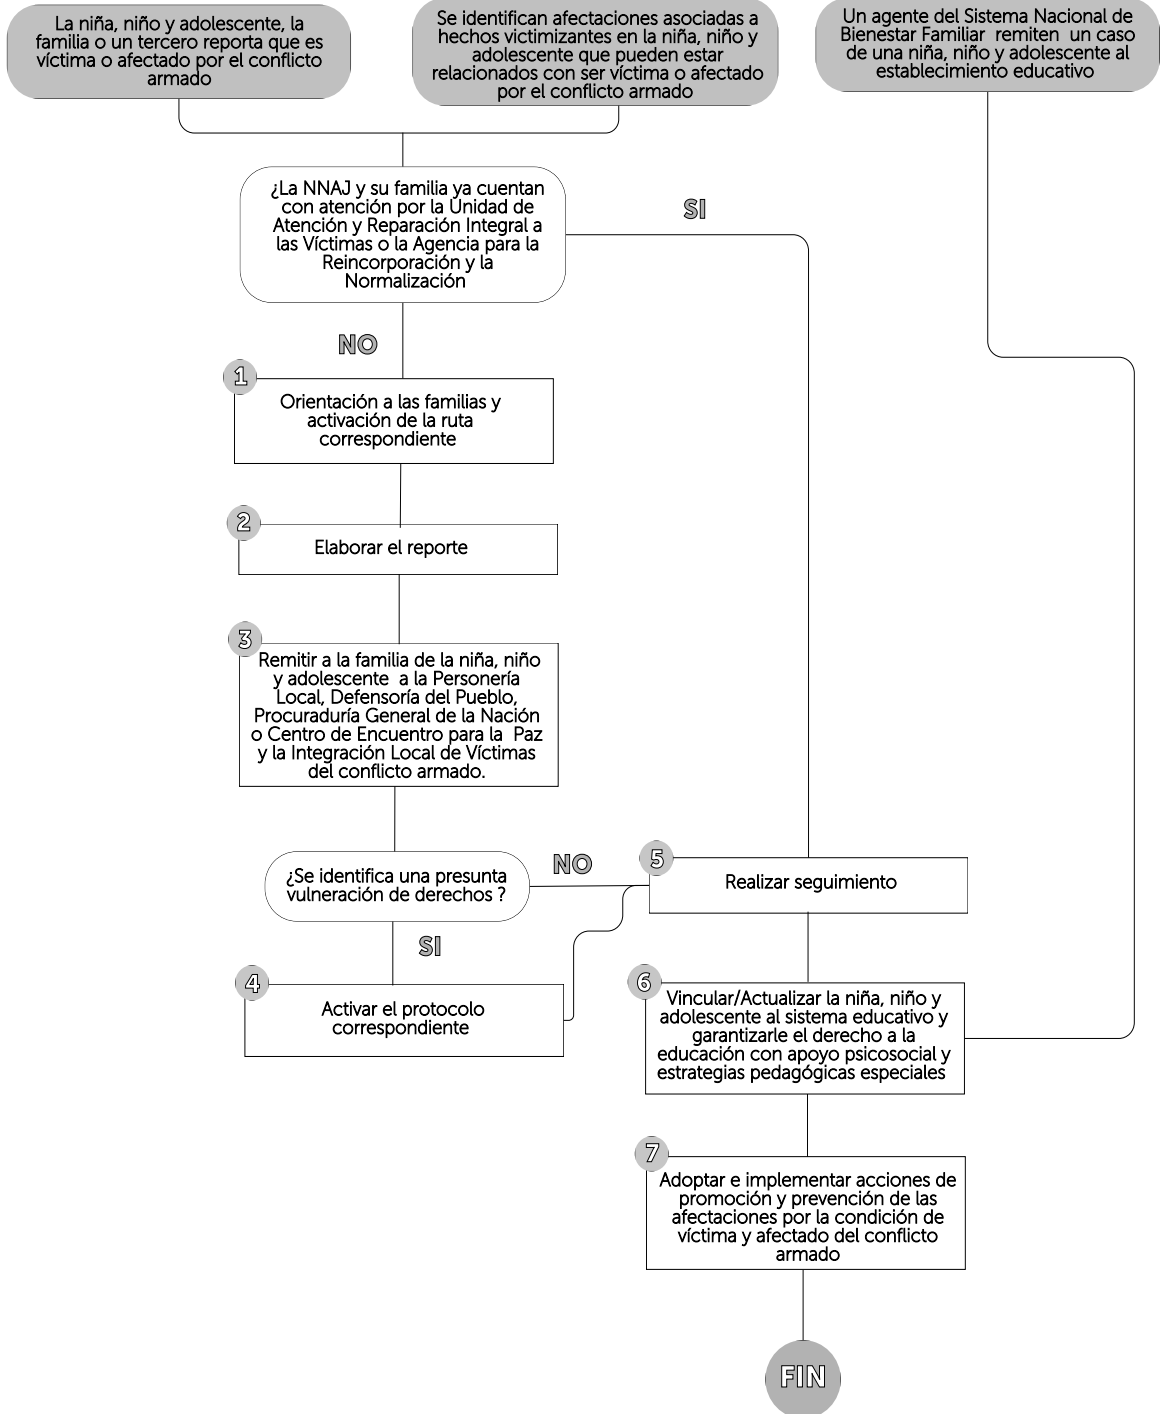 La niña, niño y adolescente, la
familia o un tercero reporta que es
víctima o afectado por el conflicto
armado
Se identifican afectaciones asociadas a
hechos victimizantes en la niña, niño y
adolescente que pueden estar
relacionados con ser víctima o afectado
por el conflicto armado
Un agente del Sistema Nacional de
Bienestar Familiar remiten un caso
de una niña, niño y adolescente al
establecimiento educativo
¿La NNAJ y su familia ya cuentan
con atención por la Unidad de
Atención y Reparación Integral a
las Víctimas o la Agencia para la
Reincorporación y la
Normalización
SI
NO
1
Orientación a las familias y
activación de la ruta
correspondiente
2
Elaborar el reporte
3
Remitir a la familia de la niña, niño
y adolescente a la Personería
Local, Defensoría del Pueblo,
Procuraduría General de la Nación
o Centro de Encuentro para la Paz
y la Integración Local de Víctimas
del conflicto armado.
¿Se identifica una presunta
vulneración de derechos ?
NO
SI
4
Activar el protocolo
correspondiente
5
Realizar seguimiento
6
Vincular/Actualizar la niña, niño y
adolescente al sistema educativo y
garantizarle el derecho a la
educación con apoyo psicosocial y
estrategias pedagógicas especiales
7
Adoptar e implementar acciones de
promoción y prevención de las
afectaciones por la condición de
víctima y afectado del conflicto
armado
FIN